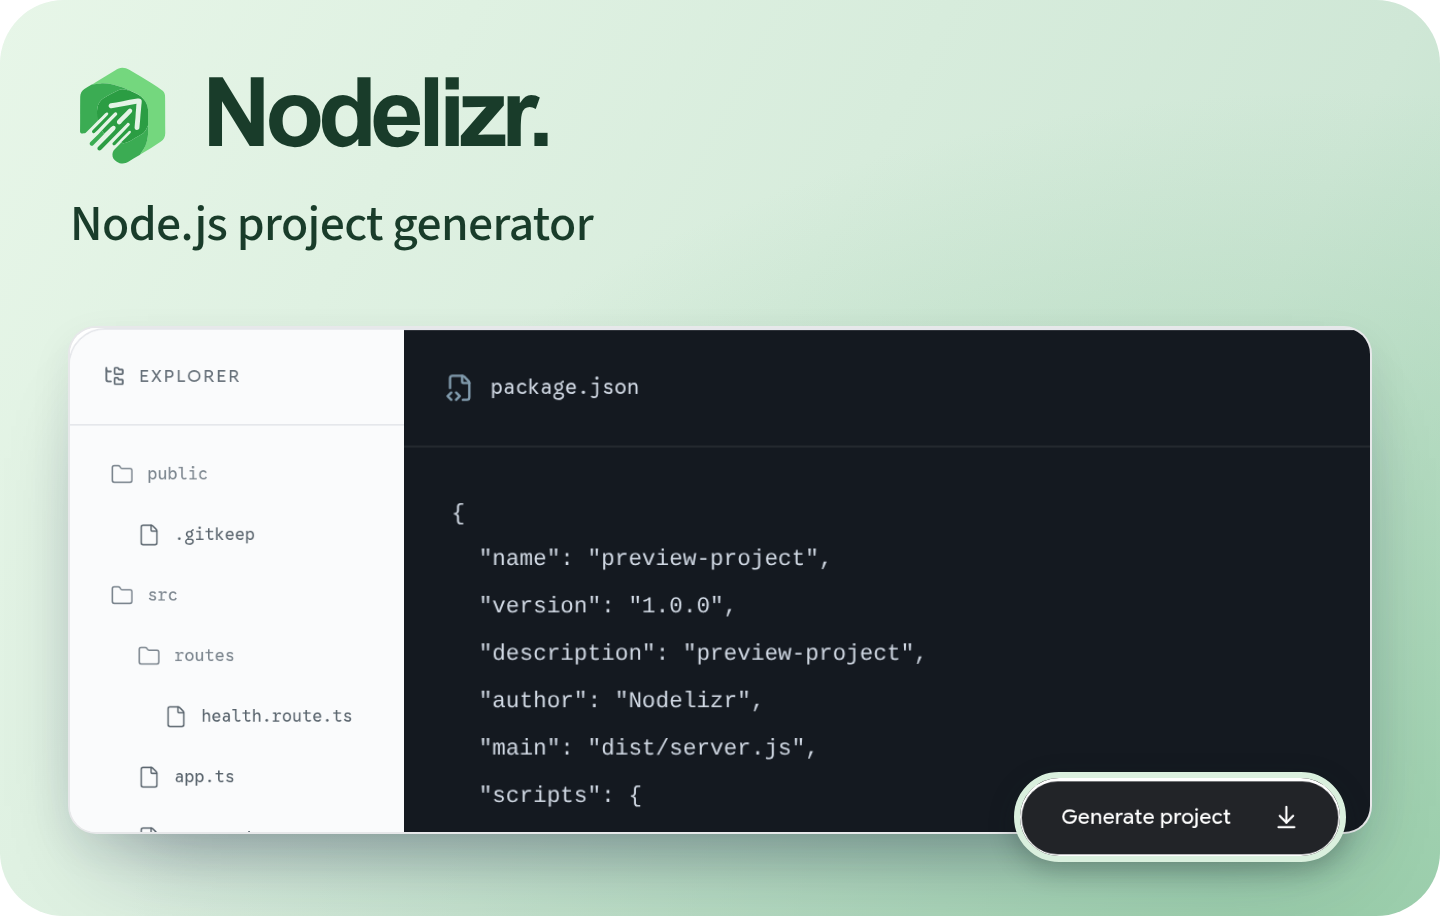 Nodelizr.
Node.js project generator
EXPLORER
public
.gitkeep
src
routes
health.route.ts
app.ts
package.json
{
"name": "preview-project",
"version": "1.0.0",
"description": "preview-project",
"author": "Nodelizr",
"main": "dist/server.js",
"scripts": {
Generate project